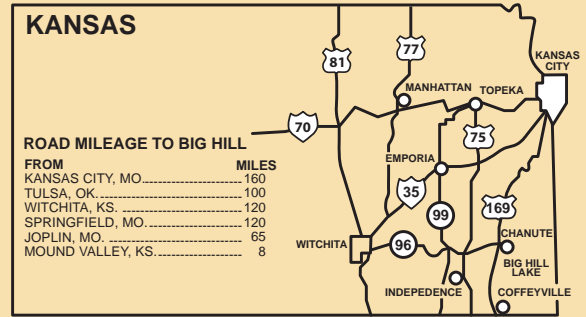 KANSAS
81
77
KANSAS
CITY
MANHATTAN
TOPEKA
70
75
ROAD MILEAGE TO BIG HILL
FROM MILES
KANSAS CITY, MO. 160
TULSA, OK. 100
WITCHITA, KS. 120
SPRINGFIELD, MO. 120
JOPLIN, MO. 65
MOUND VALLEY, KS. 8
EMPORIA
35
99
169
WITCHITA
96
CHANUTE
BIG HILL
LAKE
INDEPEDENCE
COFFEYVILLE